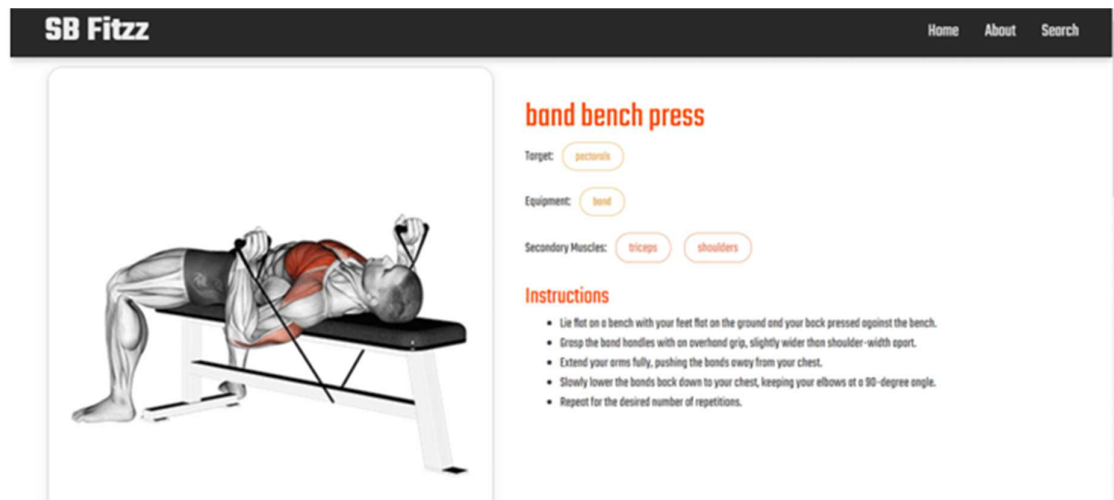 SB Fitzz
Home About Search
band bench press
Target: pectorals
Equipment: band
Secondary Muscles: triceps shoulders
Instructions
• Lie flat on a bench with your feet flat on the ground and your back pressed against the bench.
• Grasp the band handles with an overhand grip, slightly wider than shoulder-width apart.
• Extend your arms fully, pushing the bands away from your chest.
• Slowly lower the bands back down to your chest, keeping your elbows at a 90-degree angle.
• Repeat for the desired number of repetitions.